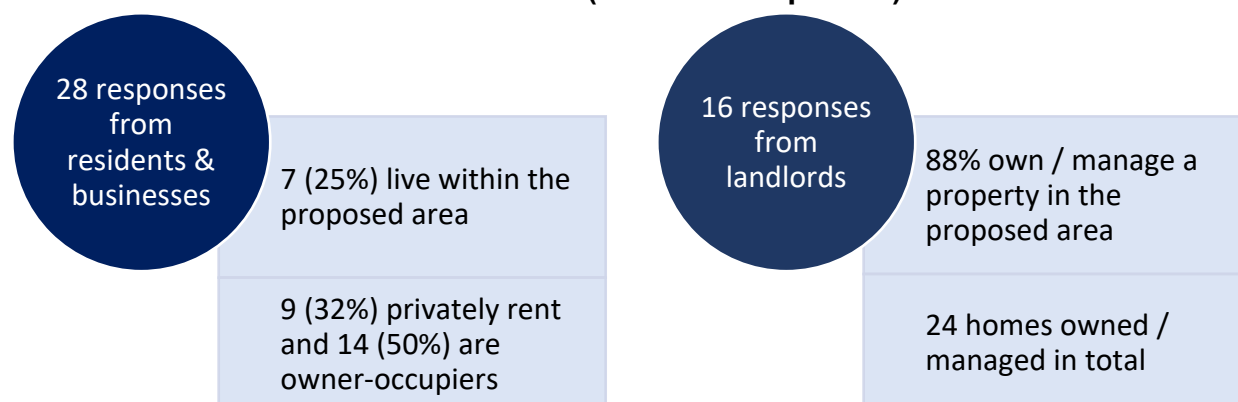 28 responses
from
residents &
businesses
7 (25%) live within the
proposed area
9 (32%) privately rent
and 14 (50%) are
owner-occupiers
16 responses
from
landlords
88% own / manage a
property in the
proposed area
24 homes owned /
managed in total